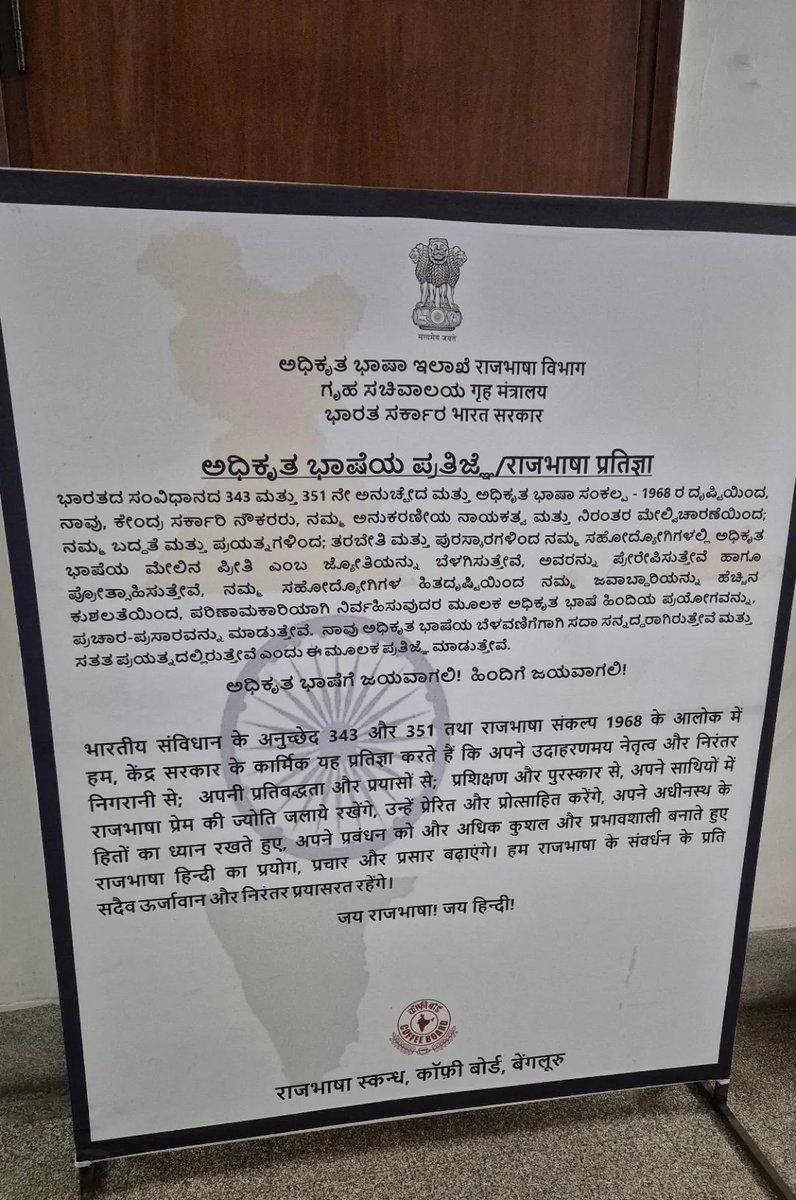 सत्यमेव जयते
ಅಧಿಕೃತ ಭಾಷಾ ಇಲಾಖೆ राजभाषा विभाग
ಗೃಹ ಸಚಿವಾಲಯ गृह मंत्रालय
ಭಾರತ ಸರ್ಕಾರ भारत सरकार
ಅಧಿಕೃತ ಭಾಷೆಯ ಪ್ರತಿಜ್ಞೆ/राजभाषा प्रतिज्ञा
ಭಾರತದ ಸಂವಿಧಾನದ 343 ಮತ್ತು 351 ನೇ ಅನುಚ್ಛೇದ ಮತ್ತು ಅಧಿಕೃತ ಭಾಷಾ ಸಂಕಲ್ಪ - 1968 ರ ದೃಷ್ಟಿಯಿಂದ,
ನಾವು, ಕೇಂದ್ರ ಸರ್ಕಾರಿ ನೌಕರರು, ನಮ್ಮ ಅನುಕರಣೀಯ ನಾಯಕತ್ವ ಮತ್ತು ನಿರಂತರ ಮೇಲ್ವಿಚಾರಣೆಯಿಂದ;
ನಮ್ಮ ಬದ್ಧತೆ ಮತ್ತು ಪ್ರಯತ್ನಗಳಿಂದ; ತರಬೇತಿ ಮತ್ತು ಪುರಸ್ಕಾರಗಳಿಂದ ನಮ್ಮ ಸಹೋದ್ಯೋಗಿಗಳಲ್ಲಿ ಅಧಿಕೃತ
ಭಾಷೆಯ ಮೇಲಿನ ಪ್ರೀತಿ ಎಂಬ ಜ್ಯೋತಿಯನ್ನು ಬೆಳಗಿಸುತ್ತೇವೆ, ಅವರನ್ನು ಪ್ರೇರೇಪಿಸುತ್ತೇವೆ ಹಾಗೂ
ಪ್ರೋತ್ಸಾಹಿಸುತ್ತೇವೆ, ನಮ್ಮ ಸಹೋದ್ಯೋಗಿಗಳ ಹಿತದೃಷ್ಟಿಯಿಂದ ನಮ್ಮ ಜವಾಬ್ದಾರಿಯನ್ನು ಹೆಚ್ಚಿನ
ಕುಶಲತೆಯಿಂದ, ಪರಿಣಾಮಕಾರಿಯಾಗಿ ನಿರ್ವಹಿಸುವುದರ ಮೂಲಕ ಅಧಿಕೃತ ಭಾಷೆ ಹಿಂದಿಯ ಪ್ರಯೋಗವನ್ನು,
ಪ್ರಚಾರ-ಪ್ರಸಾರವನ್ನು ಮಾಡುತ್ತೇವೆ. ನಾವು ಅಧಿಕೃತ ಭಾಷೆಯ ಬೆಳವಣಿಗೆಗಾಗಿ ಸದಾ ಸನ್ನದ್ಧರಾಗಿರುತ್ತೇವೆ ಮತ್ತು
ಸತತ ಪ್ರಯತ್ನದಲ್ಲಿರುತ್ತೇವೆ ಎಂದು ಈ ಮೂಲಕ ಪ್ರತಿಜ್ಞೆ ಮಾಡುತ್ತೇವೆ.
ಅಧಿಕೃತ ಭಾಷೆಗೆ ಜಯವಾಗಲಿ! ಹಿಂದಿಗೆ ಜಯವಾಗಲಿ!
भारतीय संविधान के अनुच्छेद 343 और 351 तथा राजभाषा संकल्प 1968 के आलोक में
हम, केंद्र सरकार के कार्मिक यह प्रतिज्ञा करते हैं कि अपने उदाहरणमय नेतृत्व और निरंतर
निगरानी से; अपनी प्रतिबद्धता और प्रयासों से; प्रशिक्षण और पुरस्कार से, अपने साथियों में
राजभाषा प्रेम की ज्योति जलाये रखेंगे, उन्हें प्रेरित और प्रोत्साहित करेंगे, अपने अधीनस्थ के
हितों का ध्यान रखते हुए, अपने प्रबंधन को और अधिक कुशल और प्रभावशाली बनाते हुए
राजभाषा हिन्दी का प्रयोग, प्रचार और प्रसार बढ़ाएंगे। हम राजभाषा के संवर्धन के प्रति
सदैव ऊर्जावान और निरंतर प्रयासरत रहेंगे।
जय राजभाषा! जय हिन्दी!
कॉफी बोर्ड
COFFEE BOARD
राजभाषा स्कन्ध, कॉफ़ी बोर्ड, बेंगलूरु